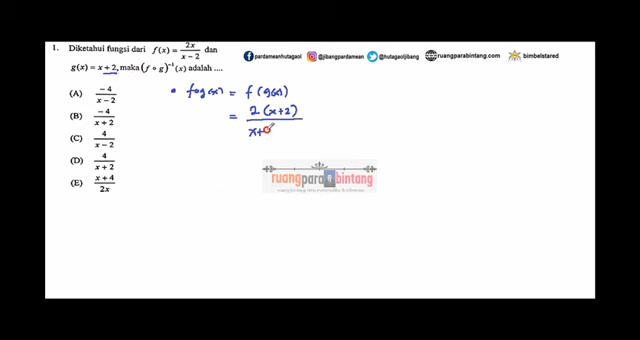 1. Diketahui fungsi dari f(x) = 2x / x − 2 dan
g(x) = x + 2, maka (f ∘ g)⁻¹ (x) adalah ....
pardameanhutagaol @jibangpardamean @hutagaoljibang ruangparabintang.com bimbelstared
(A) −4 / x − 2
(B) −4 / x + 2
(C) 4 / x − 2
(D) 4 / x + 2
(E) x + 4 / 2x
• fog(x) = f(g(x))
= 2(x+2) / x+
ruangparabintang